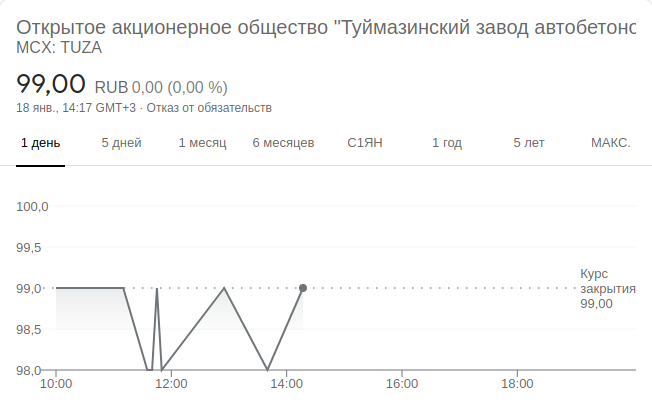 Открытое акционерное общество "Туймазинский завод автобетоно
MCX: TUZA
99,00 RUB 0,00 (0,00 %)
18 янв., 14:17 GMT+3 · Отказ от обязательств
1 день 5 дней 1 месяц 6 месяцев С1ЯН 1 год 5 лет МАКС.
100,0
99,5
99,0
98,5
98,0
Курс
закрытия
99,00
10:00 12:00 14:00 16:00 18:00